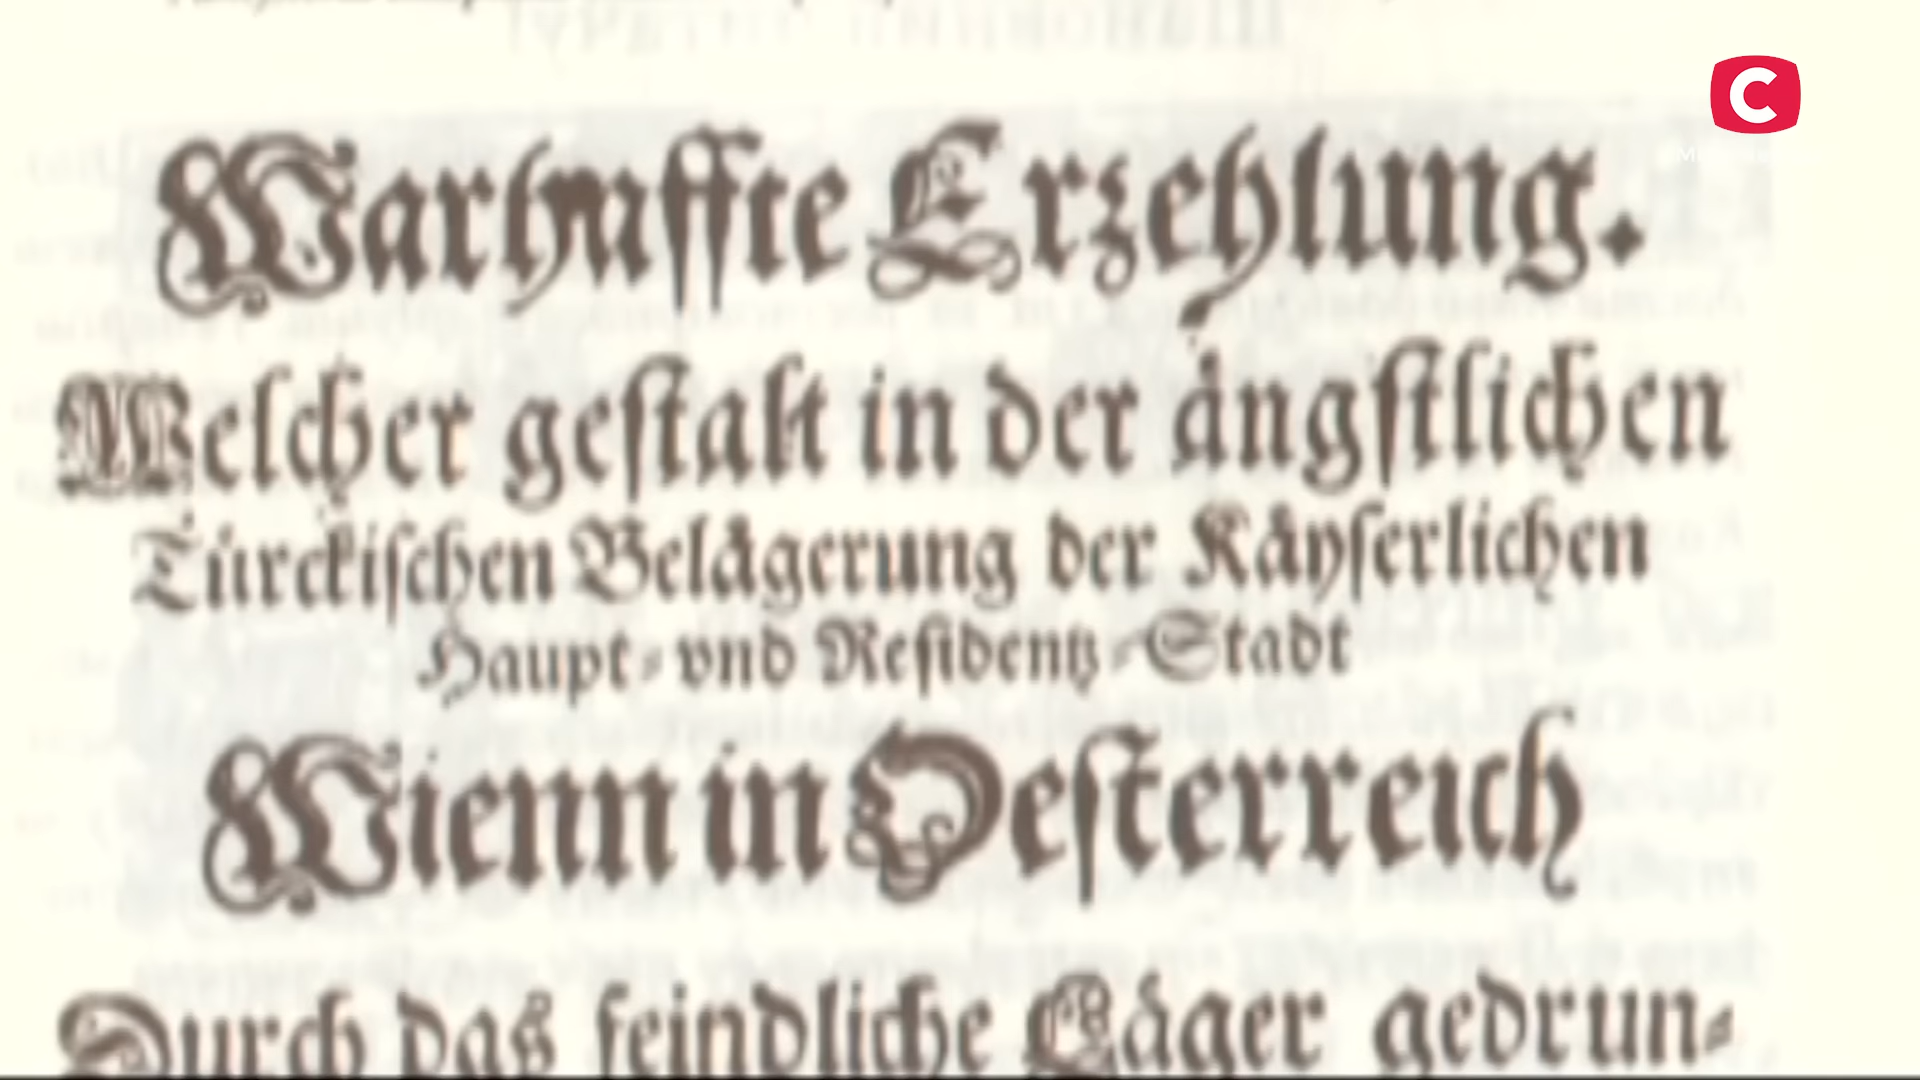 Warhaffte Erzehlung.
Welcher gestalt in der ängstlichen
Türckischen Belägerung der Käyserlichen
Haupt- vnd Residentz-Stadt
Wienn in Oesterreich
Durch das feindliche Läger gedrun-